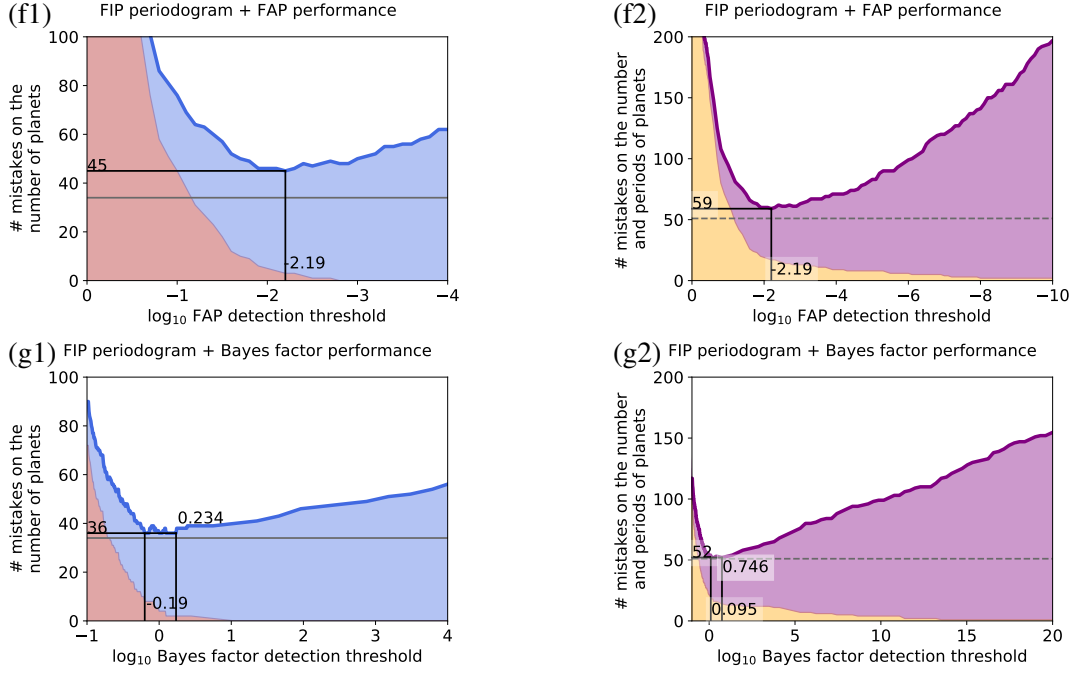 (f1) FIP periodogram + FAP performance
100
80
60
40
20
0
45
-2.19
0 −1 −2 −3 −4
log10 FAP detection threshold
# mistakes on the
number of planets
(f2) FIP periodogram + FAP performance
200
150
100
50
0
59
-2.19
0 −2 −4 −6 −8 −10
log10 FAP detection threshold
# mistakes on the number
and periods of planets
(g1) FIP periodogram + Bayes factor performance
100
80
60
40
20
0
36
0.234
-0.19
−1 0 1 2 3 4
log10 Bayes factor detection threshold
# mistakes on the
number of planets
(g2) FIP periodogram + Bayes factor performance
200
150
100
50
0
52
0.746
0.095
0 5 10 15 20
log10 Bayes factor detection threshold
# mistakes on the number
and periods of planets